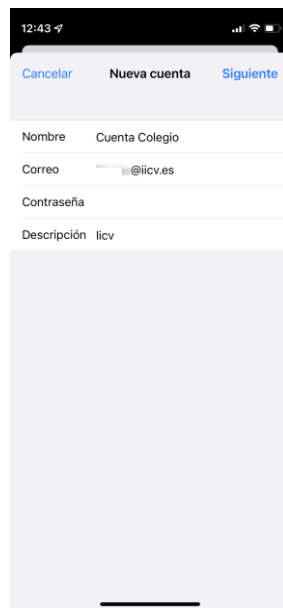 12:43
Cancelar Nueva cuenta Siguiente
Nombre Cuenta Colegio
Correo @iicv.es
Contraseña
Descripción Iicv